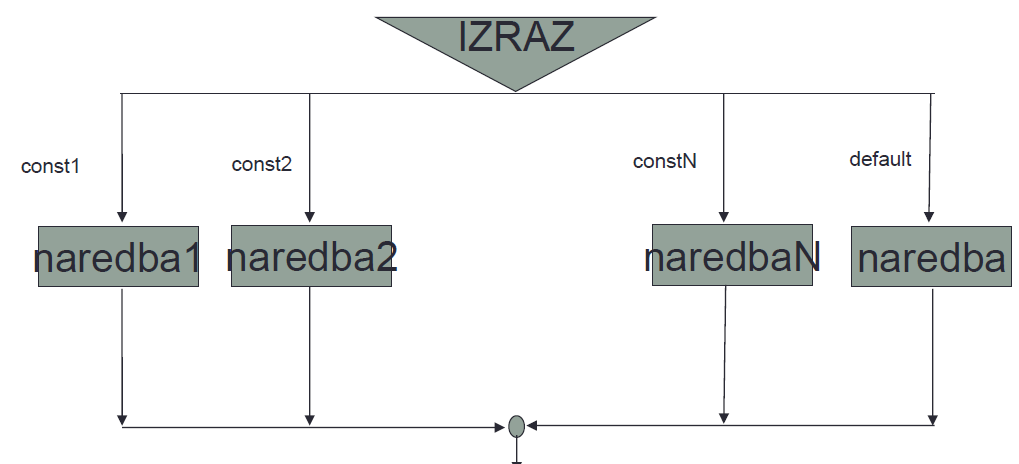 IZRAZ
const1
const2
constN
default
naredba1
naredba2
naredbaN
naredba